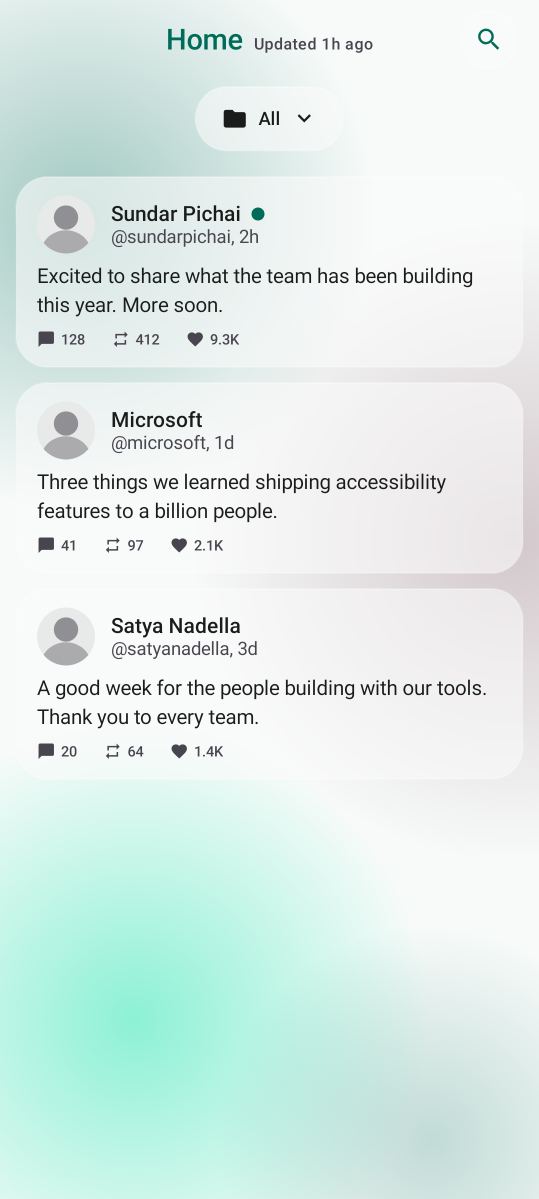 Home Updated 1h ago
All
Sundar Pichai
@sundarpichai, 2h
Excited to share what the team has been building
this year. More soon.
128 412 9.3K
Microsoft
@microsoft, 1d
Three things we learned shipping accessibility
features to a billion people.
41 97 2.1K
Satya Nadella
@satyanadella, 3d
A good week for the people building with our tools.
Thank you to every team.
20 64 1.4K